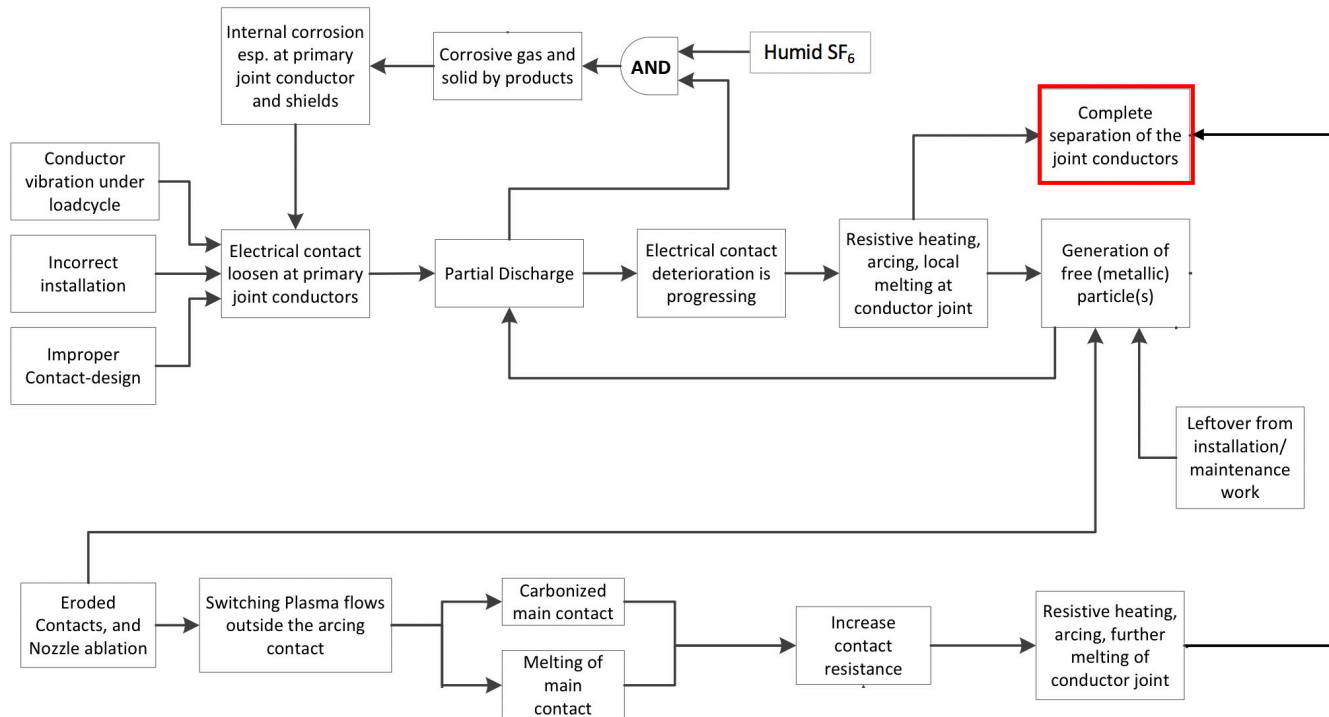 Internal corrosion
esp. at primary
joint conductor
and shields
Corrosive gas and
solid by products
AND
Humid SF₆
Complete
separation of the
joint conductors
Conductor
vibration under
loadcycle
Incorrect
installation
Improper
Contact-design
Electrical contact
loosen at primary
joint conductors
Partial Discharge
Electrical contact
deterioration is
progressing
Resistive heating,
arcing, local
melting at
conductor joint
Generation of
free (metallic)
particle(s)
Leftover from
installation/
maintenance
work
Eroded
Contacts, and
Nozzle ablation
Switching Plasma flows
outside the arcing
contact
Carbonized
main contact
Melting of
main
contact
Increase
contact
resistance
Resistive heating,
arcing, further
melting of
conductor joint